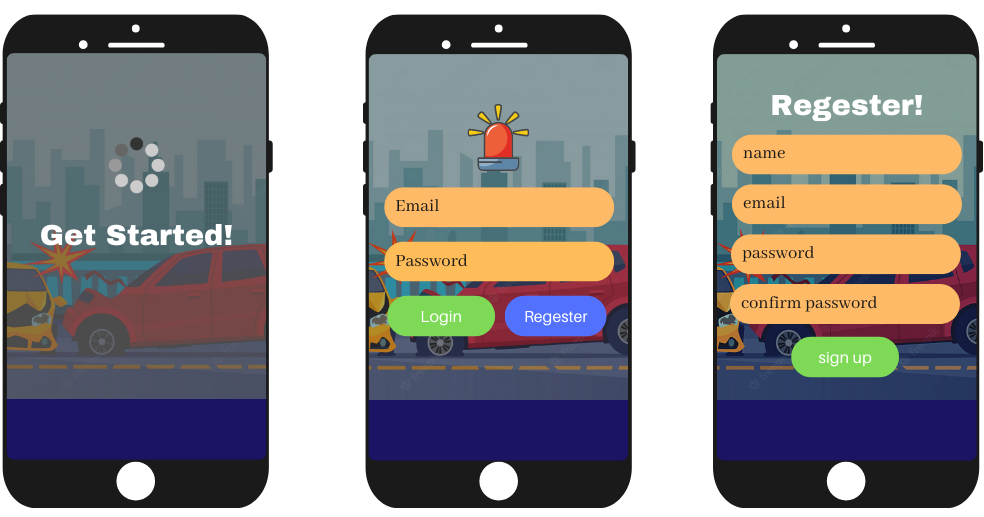 Get Started!
Email
Password
Login
Regester
Regester!
name
email
password
confirm password
sign up